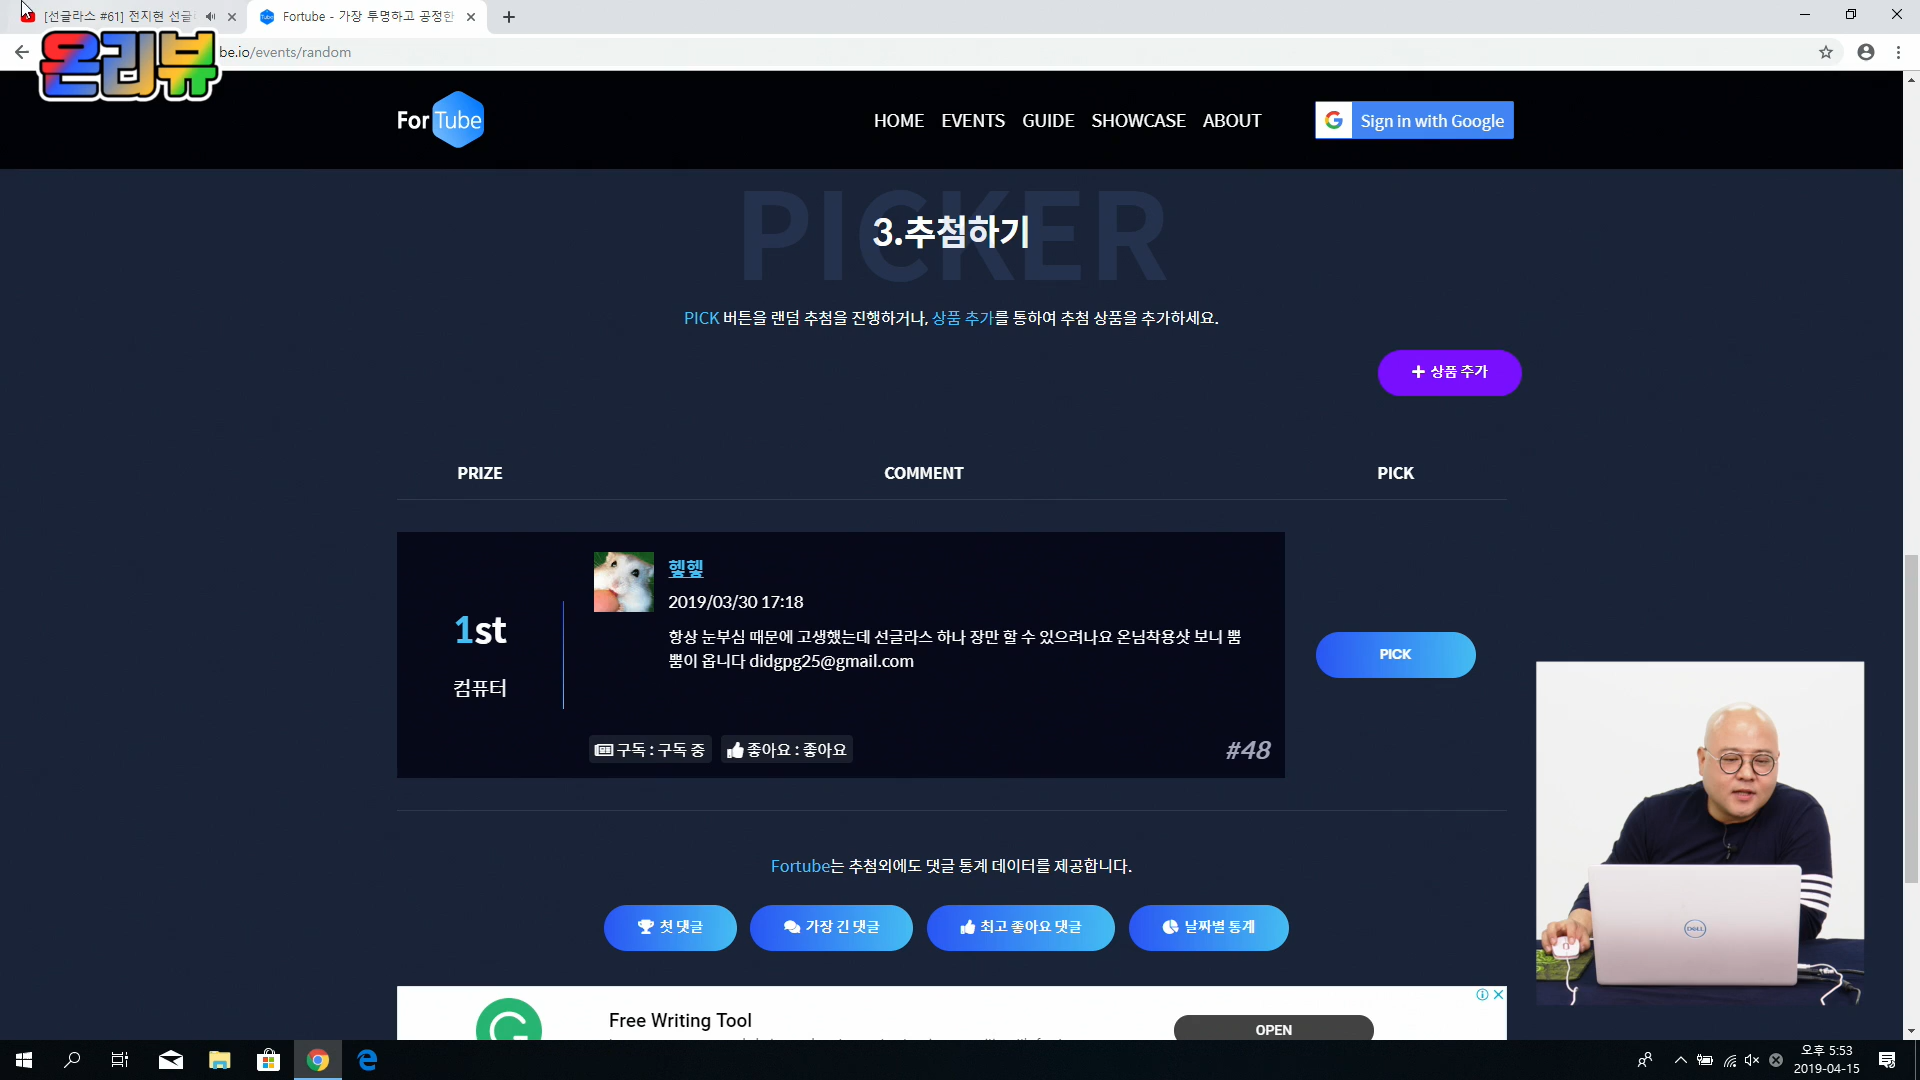 [선글라스 #61] 전지현 선글
Fortube - 가장 투명하고 공정한
온리뷰
be.io/events/random
ForTube
HOME EVENTS GUIDE SHOWCASE ABOUT
Sign in with Google
PICKER
3.추첨하기
PICK 버튼을 랜덤 추첨을 진행하거나, 상품 추가를 통하여 추첨 상품을 추가하세요.
+ 상품 추가
PRIZE COMMENT PICK
헿헿
2019/03/30 17:18
1st
항상 눈부심 때문에 고생했는데 선글라스 하나 장만 할 수 있으려나요 온님착용샷 보니 뿜
뿜이 옵니다 didgpg25@gmail.com
PICK
컴퓨터
구독 : 구독 중 좋아요 : 좋아요
#48
Fortube는 추첨외에도 댓글 통계 데이터를 제공합니다.
첫 댓글 가장 긴 댓글 최고 좋아요 댓글 날짜별 통계
DELL
Free Writing Tool
OPEN
오후 5:53
2019-04-15